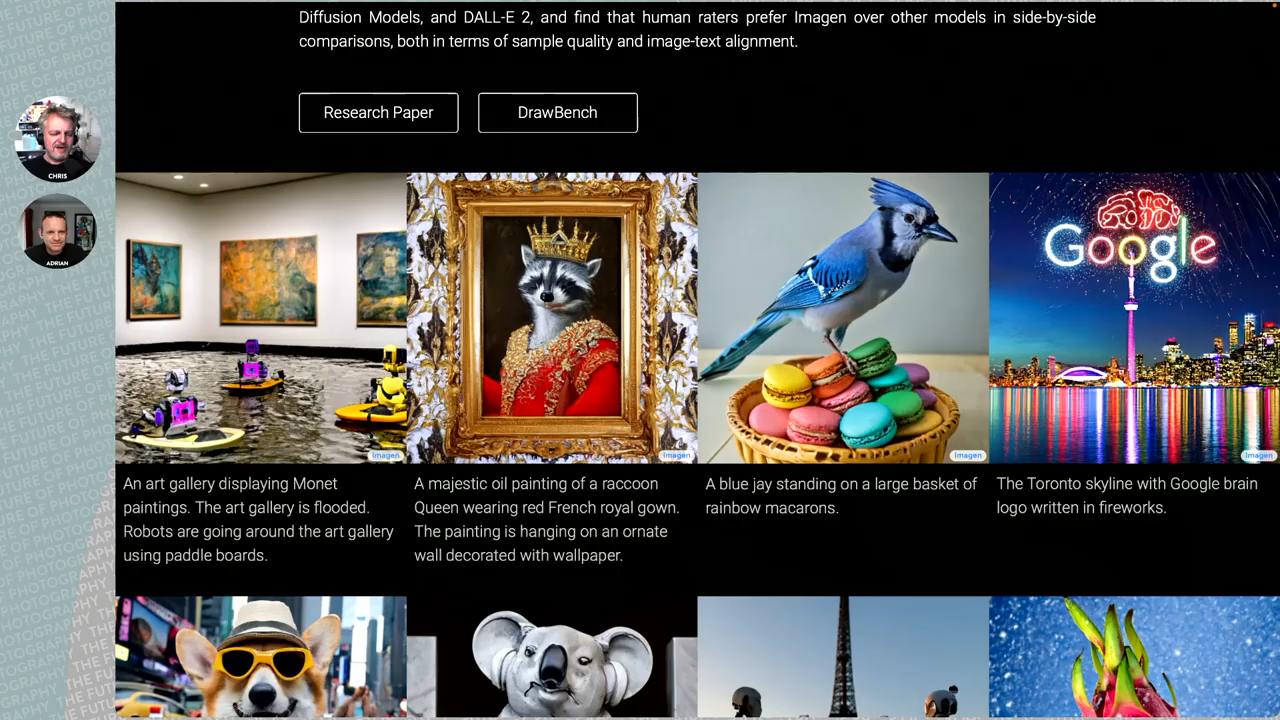 Diffusion Models, and DALL-E 2, and find that human raters prefer Imagen over other models in side-by-side
comparisons, both in terms of sample quality and image-text alignment.
Research Paper
DrawBench
CHRIS
ADRIAN
Google
Imagen
Imagen
Imagen
Imagen
An art gallery displaying Monet
paintings. The art gallery is flooded.
Robots are going around the art gallery
using paddle boards.
A majestic oil painting of a raccoon
Queen wearing red French royal gown.
The painting is hanging on an ornate
wall decorated with wallpaper.
A blue jay standing on a large basket of
rainbow macarons.
The Toronto skyline with Google brain
logo written in fireworks.
THE FUTURE OF PHOTOGRAPHY